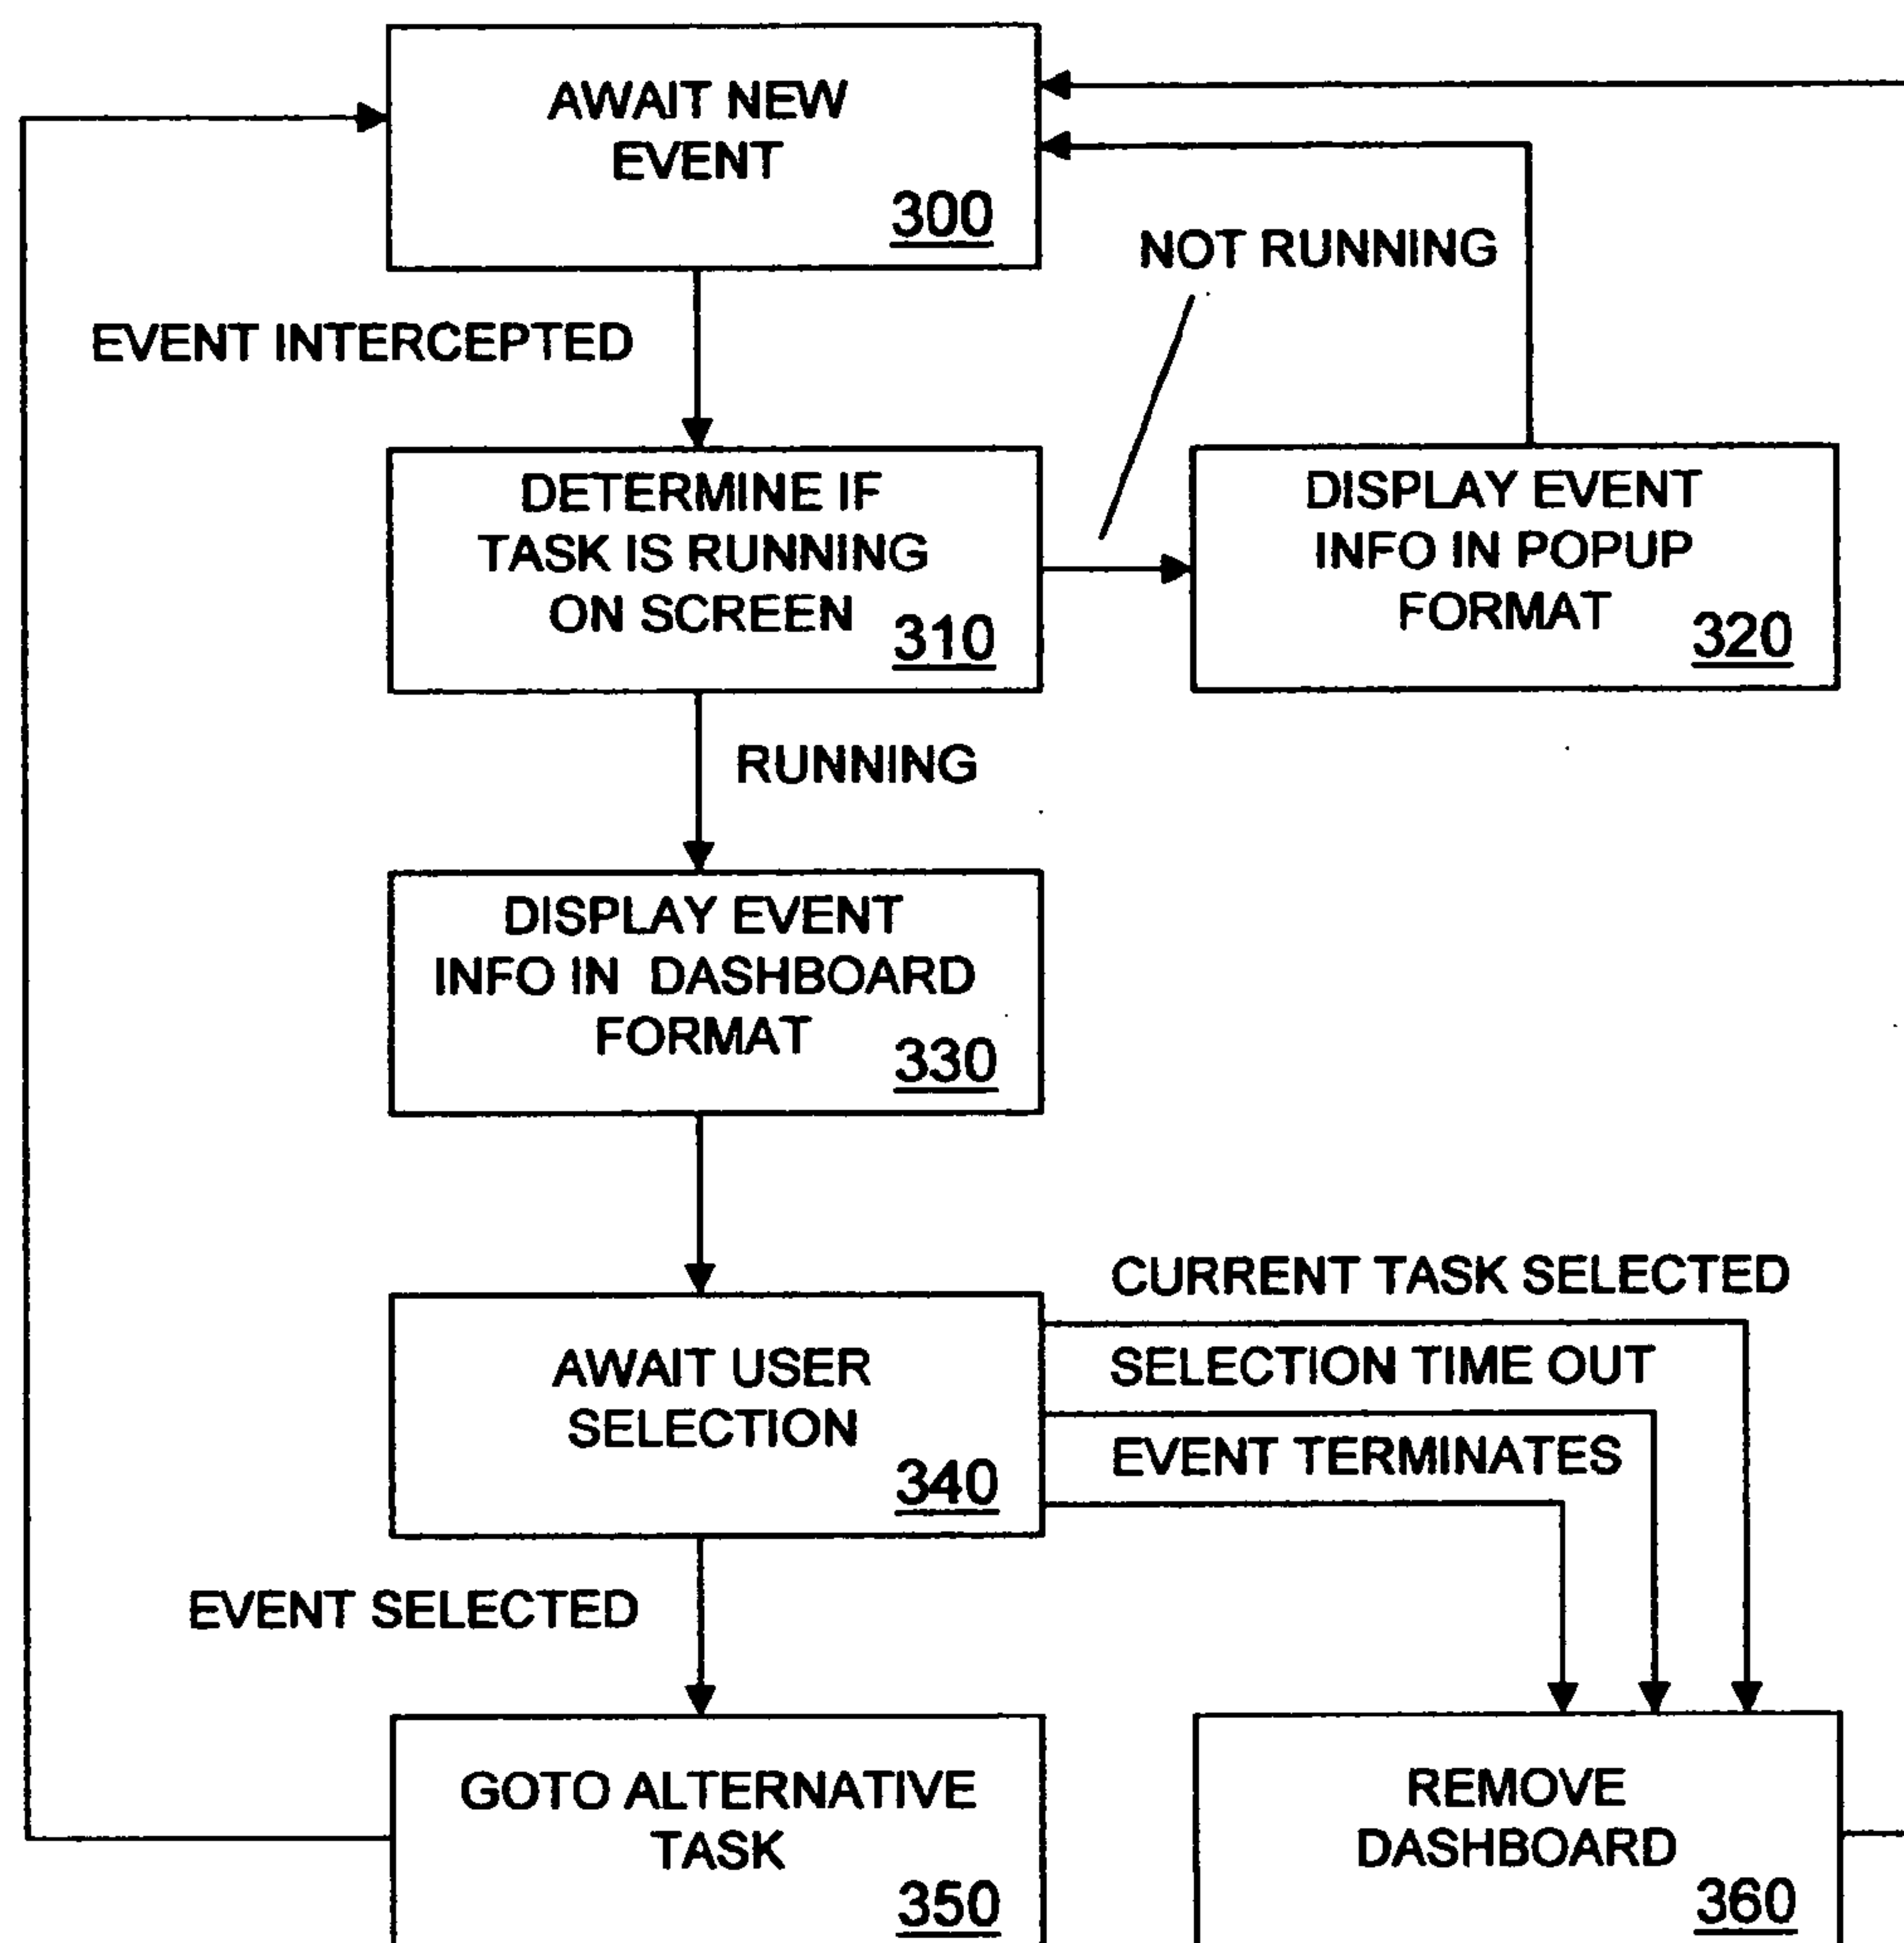 AWAIT NEW
EVENT
300
NOT RUNNING
EVENT INTERCEPTED
DETERMINE IF
TASK IS RUNNING
ON SCREEN
310
DISPLAY EVENT
INFO IN POPUP
FORMAT
320
RUNNING
DISPLAY EVENT
INFO IN DASHBOARD
FORMAT
330
CURRENT TASK SELECTED
SELECTION TIME OUT
EVENT TERMINATES
AWAIT USER
SELECTION
340
EVENT SELECTED
GOTO ALTERNATIVE
TASK
350
REMOVE
DASHBOARD
360